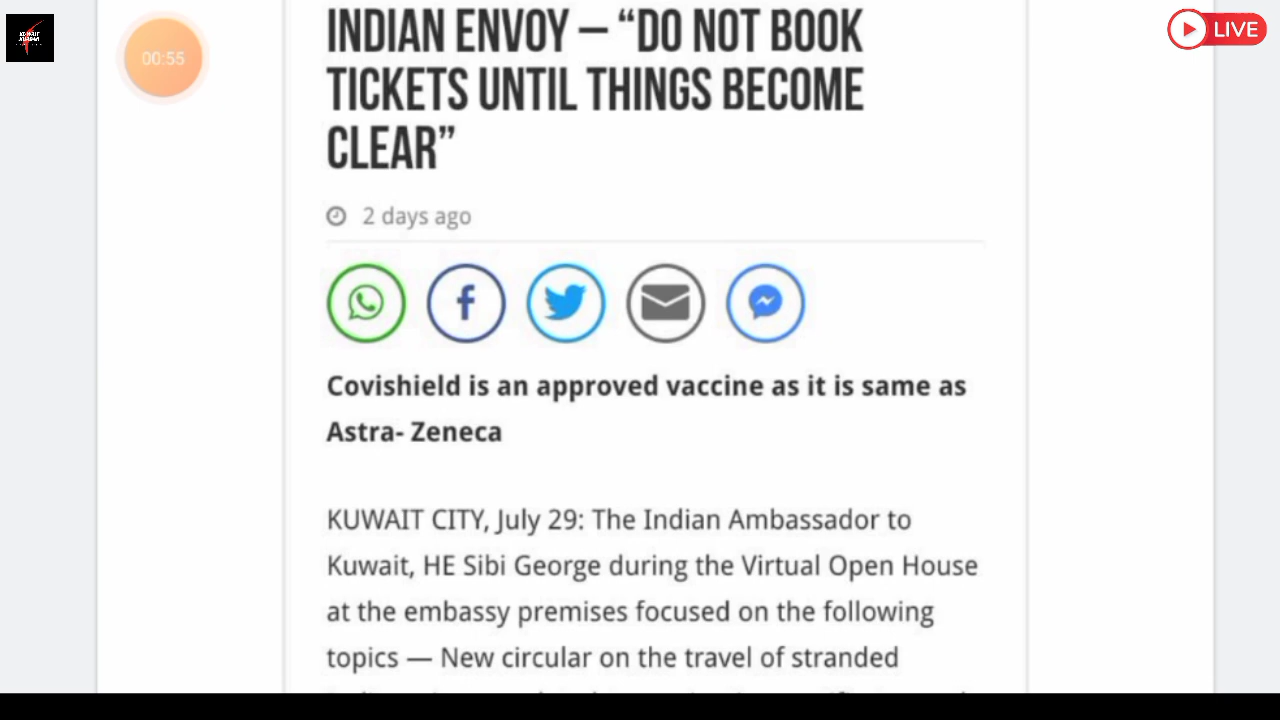 INDIAN ENVOY – “DO NOT BOOK
TICKETS UNTIL THINGS BECOME
CLEAR”
00:55
LIVE
2 days ago
Covishield is an approved vaccine as it is same as
Astra- Zeneca
KUWAIT CITY, July 29: The Indian Ambassador to
Kuwait, HE Sibi George during the Virtual Open House
at the embassy premises focused on the following
topics — New circular on the travel of stranded